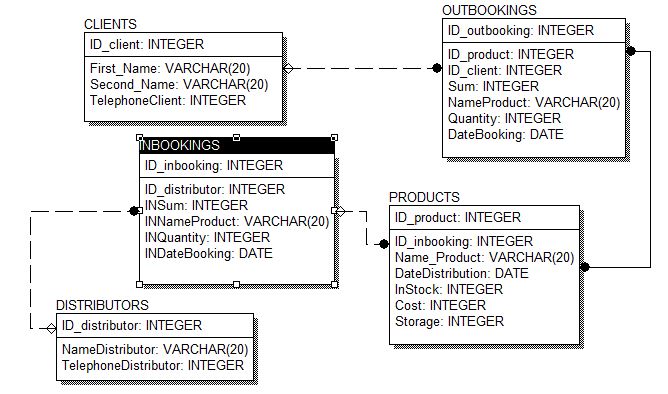 CLIENTS
ID_client: INTEGER
First_Name: VARCHAR(20)
Second_Name: VARCHAR(20)
TelephoneClient: INTEGER
OUTBOOKINGS
ID_outbooking: INTEGER
ID_product: INTEGER
ID_client: INTEGER
Sum: INTEGER
NameProduct: VARCHAR(20)
Quantity: INTEGER
DateBooking: DATE
INBOOKINGS
ID_inbooking: INTEGER
ID_distributor: INTEGER
INSum: INTEGER
INNameProduct: VARCHAR(20)
INQuantity: INTEGER
INDateBooking: DATE
PRODUCTS
ID_product: INTEGER
ID_inbooking: INTEGER
Name_Product: VARCHAR(20)
DateDistribution: DATE
InStock: INTEGER
Cost: INTEGER
Storage: INTEGER
DISTRIBUTORS
ID_distributor: INTEGER
NameDistributor: VARCHAR(20)
TelephoneDistributor: INTEGER